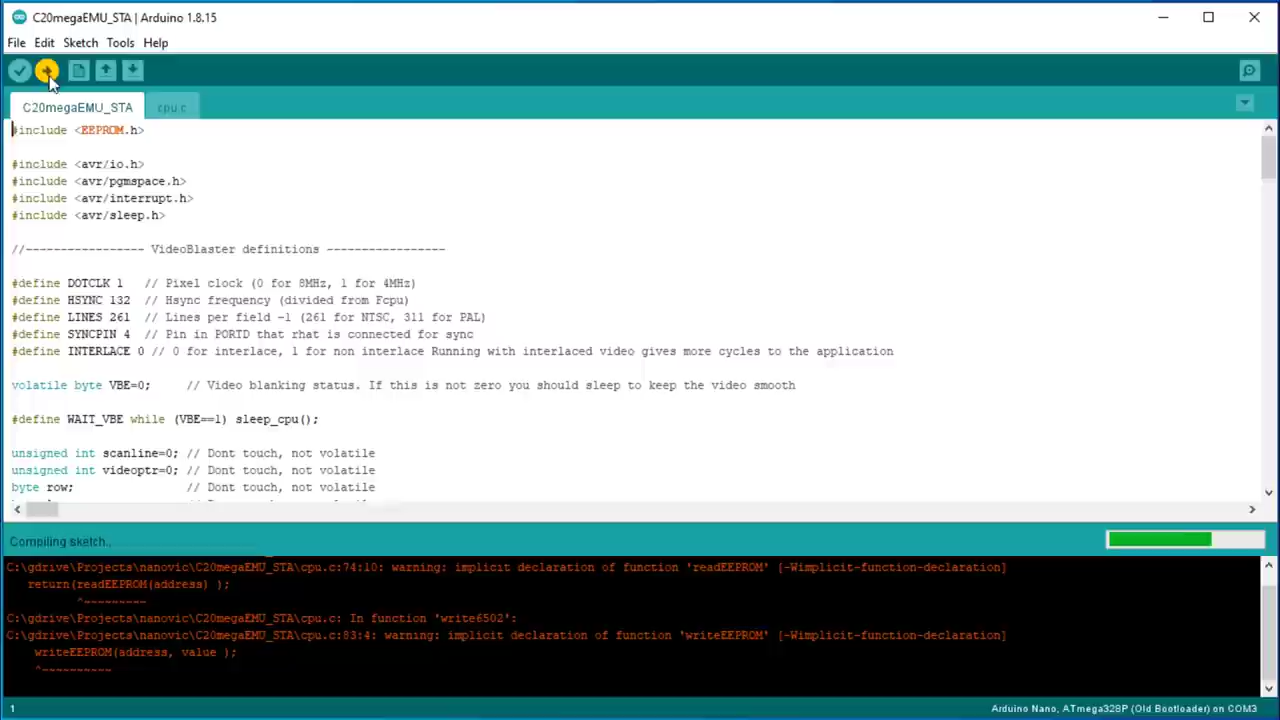 C20megaEMU_STA | Arduino 1.8.15
File Edit Sketch Tools Help
C20megaEMU_STA cpu.c
#include <EEPROM.h>
#include <avr/io.h>
#include <avr/pgmspace.h>
#include <avr/interrupt.h>
#include <avr/sleep.h>
//----------------- VideoBlaster definitions -----------------
#define DOTCLK 1 // Pixel clock (0 for 8MHz, 1 for 4MHz)
#define HSYNC 132 // Hsync frequency (divided from Fcpu)
#define LINES 261 // Lines per field -1 (261 for NTSC, 311 for PAL)
#define SYNCPIN 4 // Pin in PORTD that rhat is connected for sync
#define INTERLACE 0 // 0 for interlace, 1 for non interlace Running with interlaced video gives more cycles to the application
volatile byte VBE=0; // Video blanking status. If this is not zero you should sleep to keep the video smooth
#define WAIT_VBE while (VBE==1) sleep_cpu();
unsigned int scanline=0; // Dont touch, not volatile
unsigned int videoptr=0; // Dont touch, not volatile
byte row; // Dont touch, not volatile
Compiling sketch..
C:\gdrive\Projects\nanovic\C20megaEMU_STA\cpu.c:74:10: warning: implicit declaration of function 'readEEPROM' [-Wimplicit-function-declaration]
return(readEEPROM(address) );
^~~~~~~~~~
C:\gdrive\Projects\nanovic\C20megaEMU_STA\cpu.c: In function 'write6502':
C:\gdrive\Projects\nanovic\C20megaEMU_STA\cpu.c:83:4: warning: implicit declaration of function 'writeEEPROM' [-Wimplicit-function-declaration]
writeEEPROM(address, value );
^~~~~~~~~~~
1 Arduino Nano, ATmega328P (Old Bootloader) on COM3